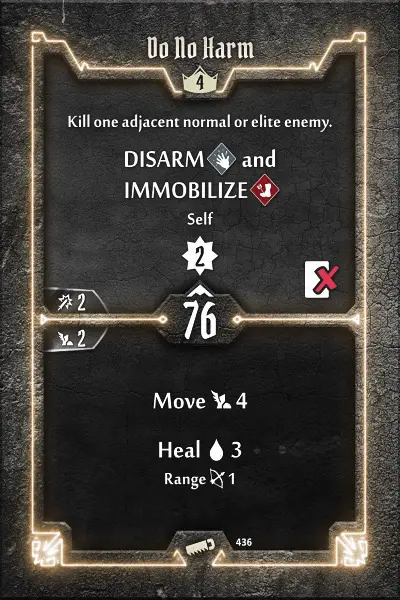 Do No Harm
4
Kill one adjacent normal or elite enemy.
DISARM and
IMMOBILIZE
Self
2
2
76
2
Move 4
Heal 3
Range 1
436